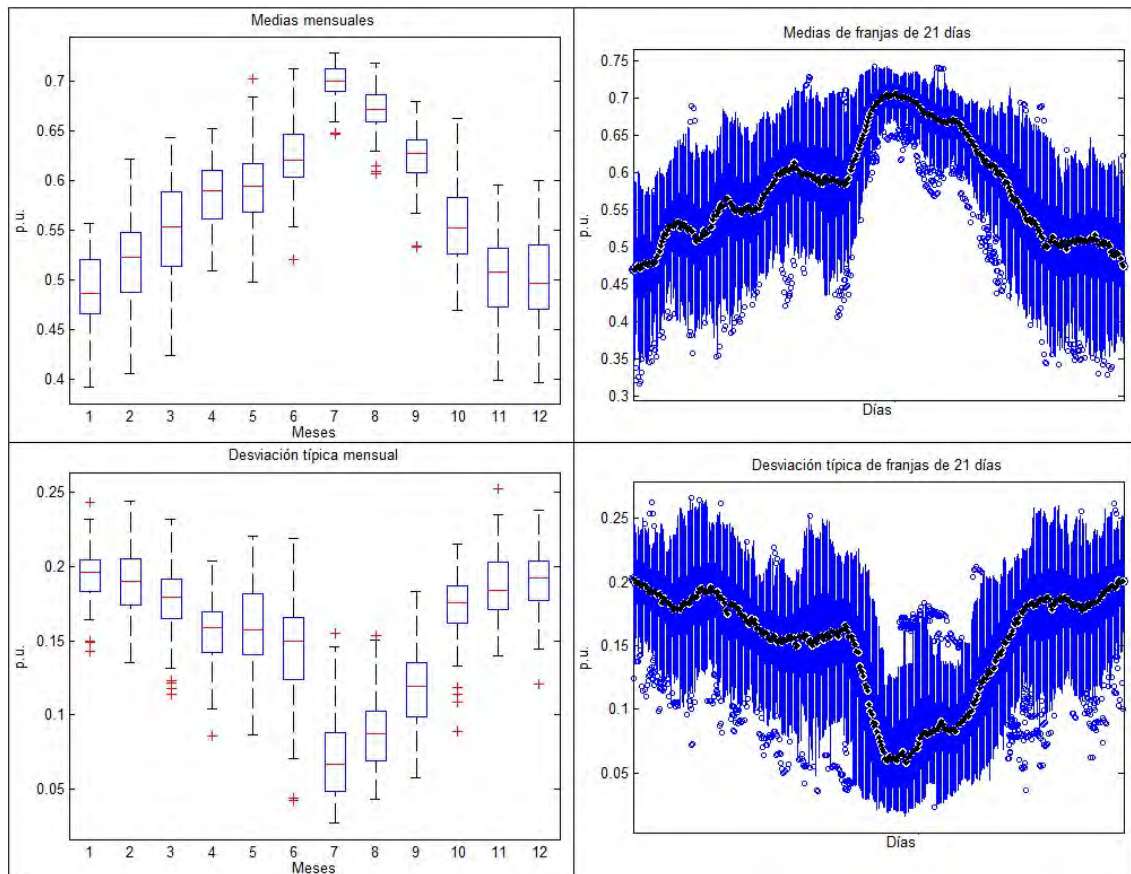 Medias mensuales
0.7
0.65
0.6
0.55
0.5
0.45
0.4
p.u.
1 2 3 4 5 6 7 8 9 10 11 12
Meses
Medias de franjas de 21 días
0.75
0.7
0.65
0.6
0.55
0.5
0.45
0.4
0.35
0.3
p.u.
Días
Desviación típica mensual
0.25
0.2
0.15
0.1
0.05
p.u.
1 2 3 4 5 6 7 8 9 10 11 12
Meses
Desviación típica de franjas de 21 días
0.25
0.2
0.15
0.1
0.05
p.u.
Días